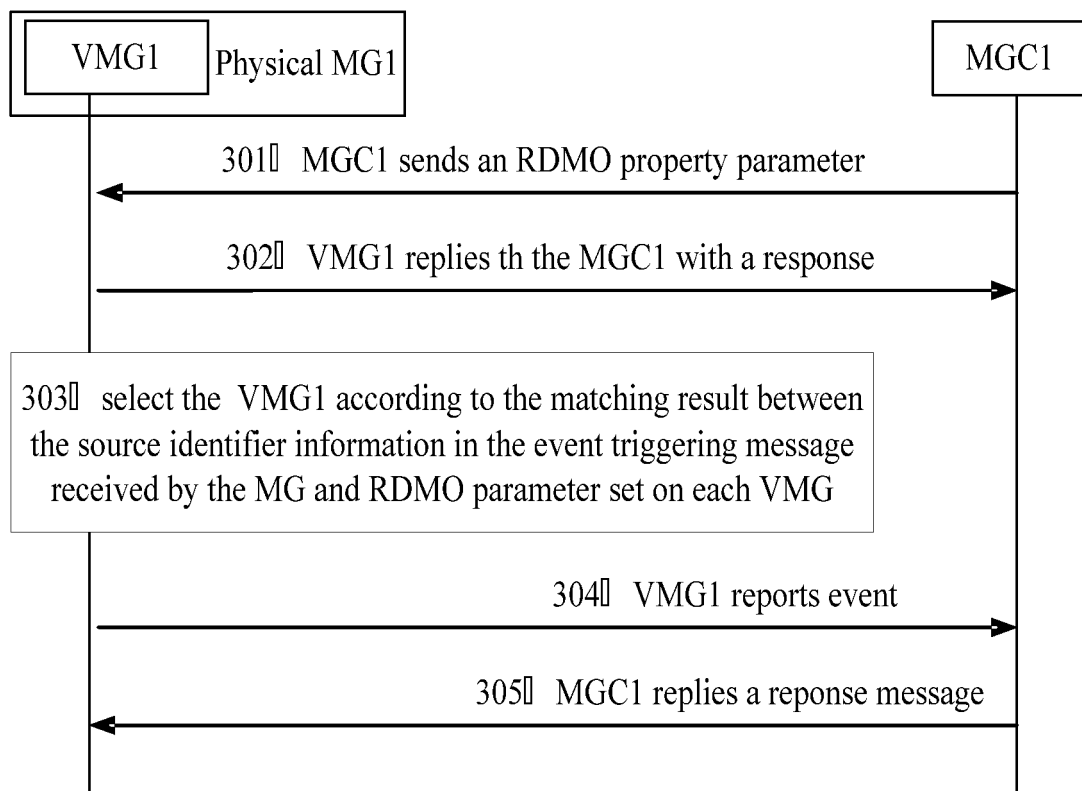 VMG1
Physical MG1
MGC1
301▯ MGC1 sends an RDMO property parameter
302▯ VMG1 replies th the MGC1 with a response
303▯ select the VMG1 according to the matching result between
the source identifier information in the event triggering message
received by the MG and RDMO parameter set on each VMG
304▯ VMG1 reports event
305▯ MGC1 replies a reponse message